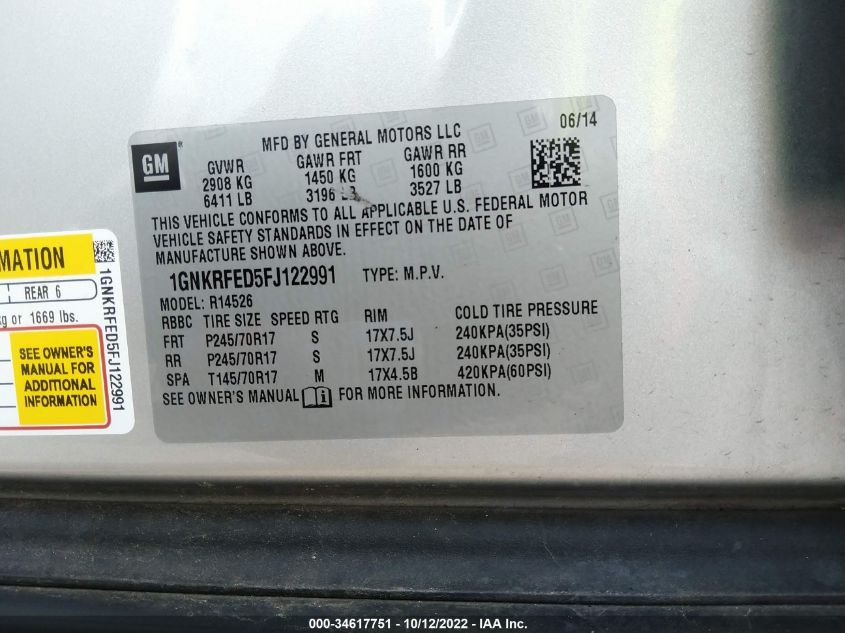 GM
MFD BY GENERAL MOTORS LLC
06/14
GVWR GAWR FRT GAWR RR
2908 KG 1450 KG 1600 KG
6411 LB 3196 LB 3527 LB
THIS VEHICLE CONFORMS TO ALL APPLICABLE U.S. FEDERAL MOTOR
VEHICLE SAFETY STANDARDS IN EFFECT ON THE DATE OF
MANUFACTURE SHOWN ABOVE.
1GNKRFED5FJ122991 TYPE: M.P.V.
MODEL: R14526
RBBC TIRE SIZE SPEED RTG RIM COLD TIRE PRESSURE
FRT P245/70R17 S 17X7.5J 240KPA(35PSI)
RR P245/70R17 S 17X7.5J 240KPA(35PSI)
SPA T145/70R17 M 17X4.5B 420KPA(60PSI)
SEE OWNER'S MANUAL FOR MORE INFORMATION.
MATION
REAR 6
kg or 1669 lbs.
SEE OWNER'S
MANUAL FOR
ADDITIONAL
INFORMATION
1GNKRFED5FJ122991
000-34617751 - 10/12/2022 - IAA Inc.